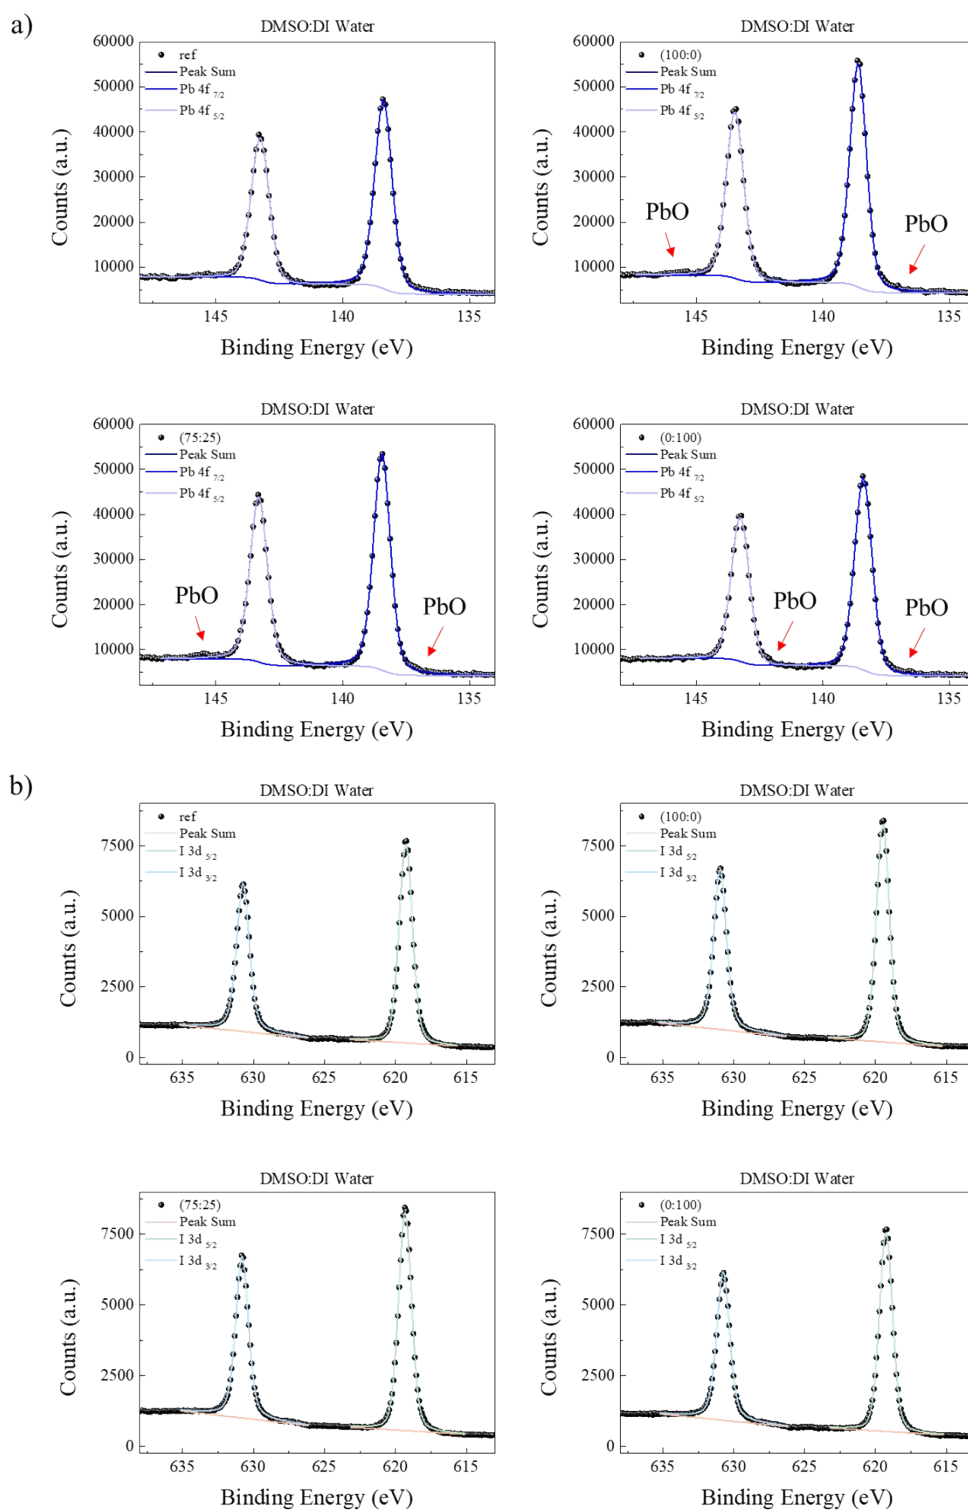 a)
DMSO:DI Water
ref
Peak Sum
Pb 4f 7/2
Pb 4f 5/2
60000
50000
40000
30000
20000
10000
Counts (a.u.)
145
140
135
Binding Energy (eV)
DMSO:DI Water
(100:0)
Peak Sum
Pb 4f 7/2
Pb 4f 5/2
PbO
PbO
60000
50000
40000
30000
20000
10000
Counts (a.u.)
145
140
135
Binding Energy (eV)
DMSO:DI Water
(75:25)
Peak Sum
Pb 4f 7/2
Pb 4f 5/2
PbO
PbO
60000
50000
40000
30000
20000
10000
Counts (a.u.)
145
140
135
Binding Energy (eV)
DMSO:DI Water
(0:100)
Peak Sum
Pb 4f 7/2
Pb 4f 5/2
PbO
PbO
60000
50000
40000
30000
20000
10000
Counts (a.u.)
145
140
135
Binding Energy (eV)
b)
DMSO:DI Water
ref
Peak Sum
I 3d 5/2
I 3d 3/2
7500
5000
2500
0
Counts (a.u.)
635
630
625
620
615
Binding Energy (eV)
DMSO:DI Water
(100:0)
Peak Sum
I 3d 5/2
I 3d 3/2
7500
5000
2500
0
Counts (a.u.)
635
630
625
620
615
Binding Energy (eV)
DMSO:DI Water
(75:25)
Peak Sum
I 3d 5/2
I 3d 3/2
7500
5000
2500
0
Counts (a.u.)
635
630
625
620
615
Binding Energy (eV)
DMSO:DI Water
(0:100)
Peak Sum
I 3d 5/2
I 3d 3/2
7500
5000
2500
0
Counts (a.u.)
635
630
625
620
615
Binding Energy (eV)